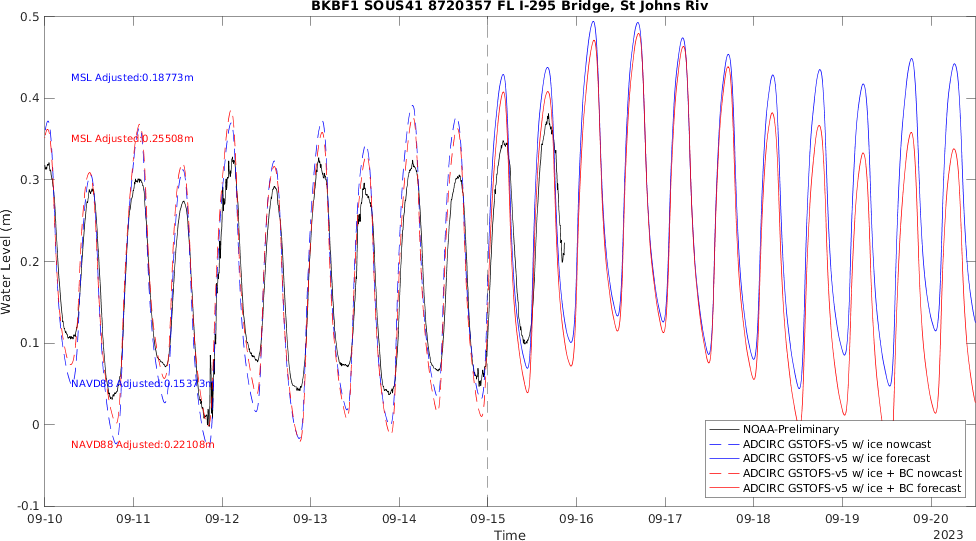 BKBF1 SOUS41 8720357 FL I-295 Bridge, St Johns Riv
0.5
0.4
0.3
0.2
0.1
0
-0.1
Water Level (m)
MSL Adjusted:0.18773m
MSL Adjusted:0.25508m
NAVD88 Adjusted:0.15373m
NAVD88 Adjusted:0.22108m
NOAA-Preliminary
ADCIRC GSTOFS-v5 w/ ice nowcast
ADCIRC GSTOFS-v5 w/ ice forecast
ADCIRC GSTOFS-v5 w/ ice + BC nowcast
ADCIRC GSTOFS-v5 w/ ice + BC forecast
09-10 09-11 09-12 09-13 09-14 09-15 09-16 09-17 09-18 09-19 09-20
Time
2023